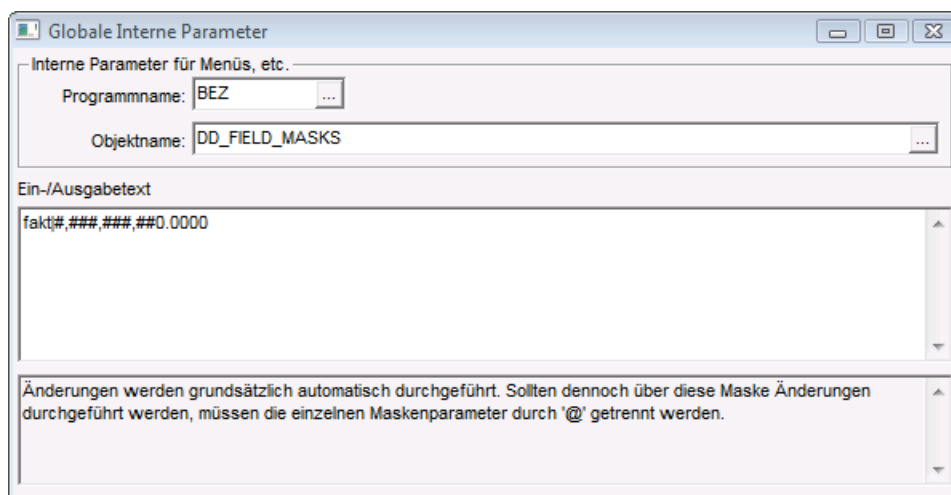 Globale Interne Parameter
Interne Parameter für Menüs, etc.
Programmname: BEZ ...
Objektname: DD_FIELD_MASKS ...
Ein-/Ausgabetext
fakt|#,###,###,##0.0000
Änderungen werden grundsätzlich automatisch durchgeführt. Sollten dennoch über diese Maske Änderungen
durchgeführt werden, müssen die einzelnen Maskenparameter durch '@' getrennt werden.